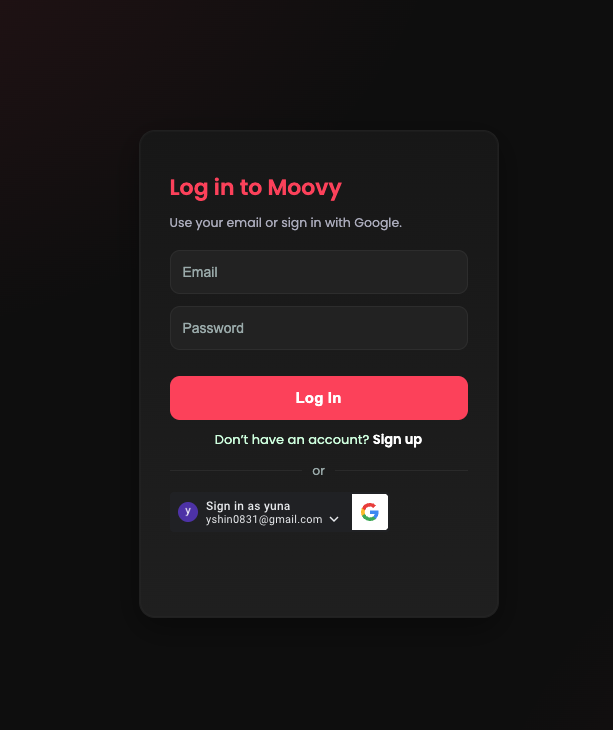 Log in to Moovy
Use your email or sign in with Google.
Email
Password
Log In
Don’t have an account? Sign up
or
y
Sign in as yuna
yshin0831@gmail.com